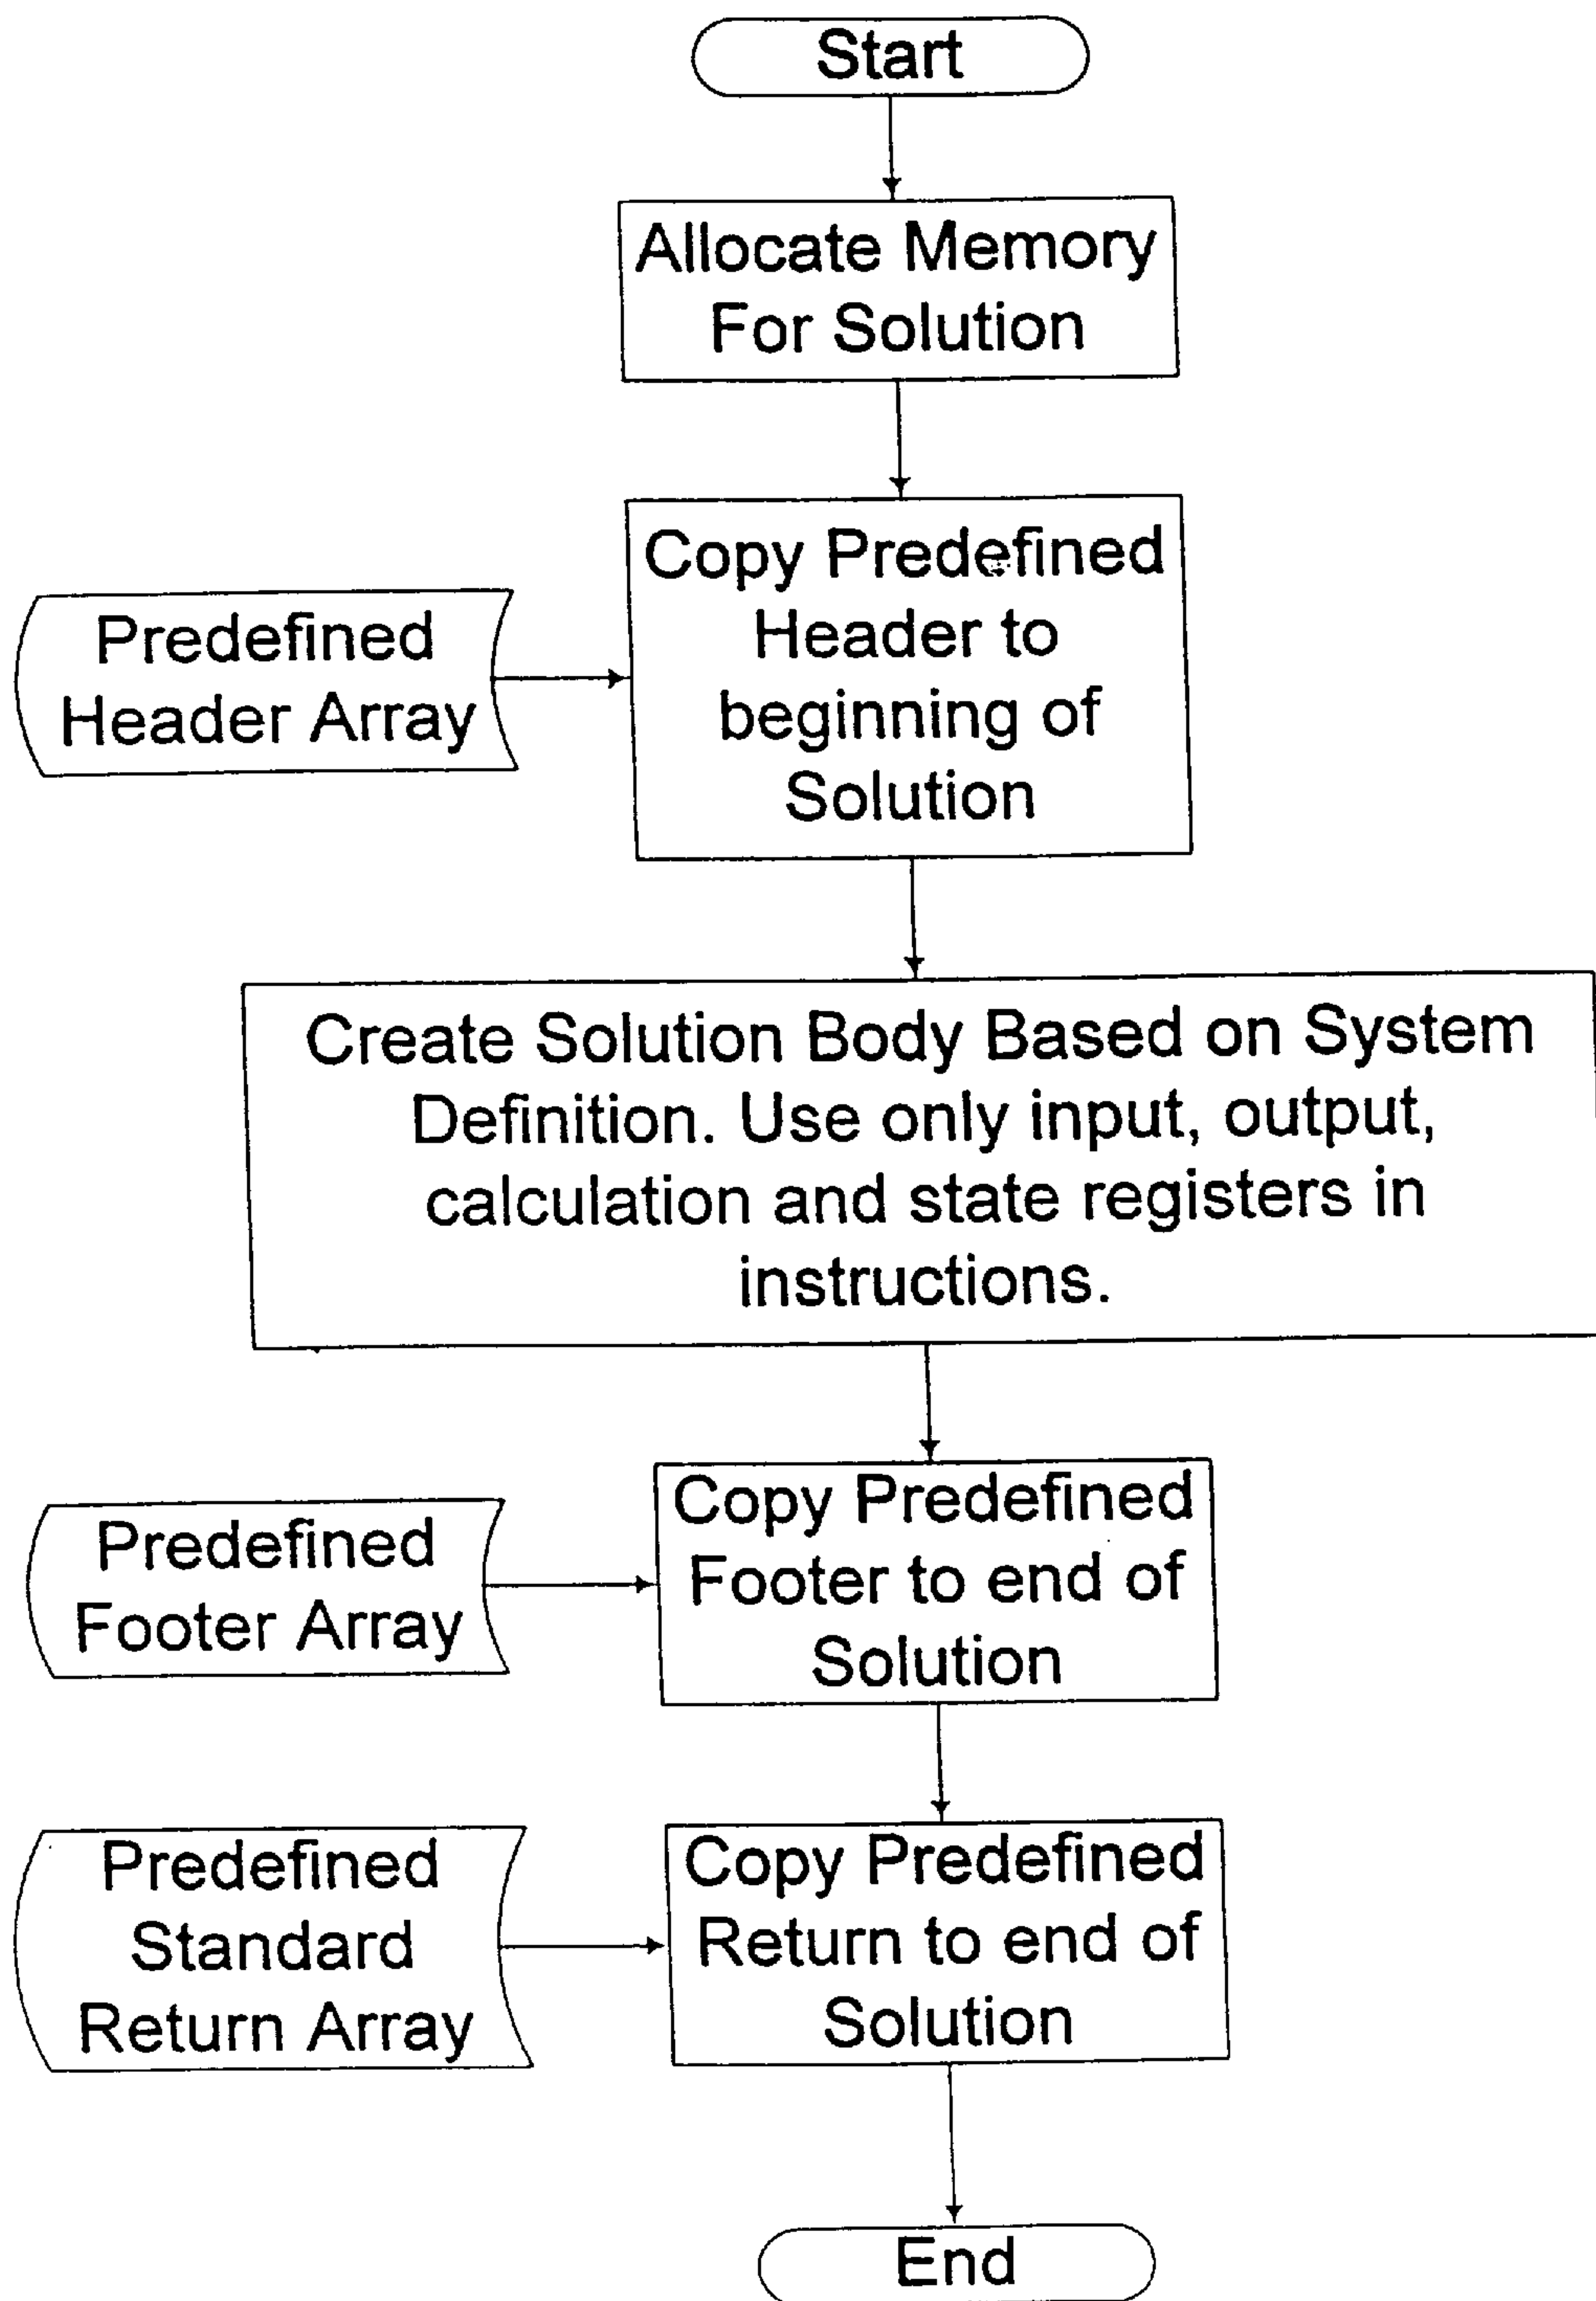 Start
Allocate Memory
For Solution
Copy Predefined
Header to
beginning of
Solution
Predefined
Header Array
Create Solution Body Based on System
Definition. Use only input, output,
calculation and state registers in
instructions.
Copy Predefined
Footer to end of
Solution
Predefined
Footer Array
Copy Predefined
Return to end of
Solution
Predefined
Standard
Return Array
End